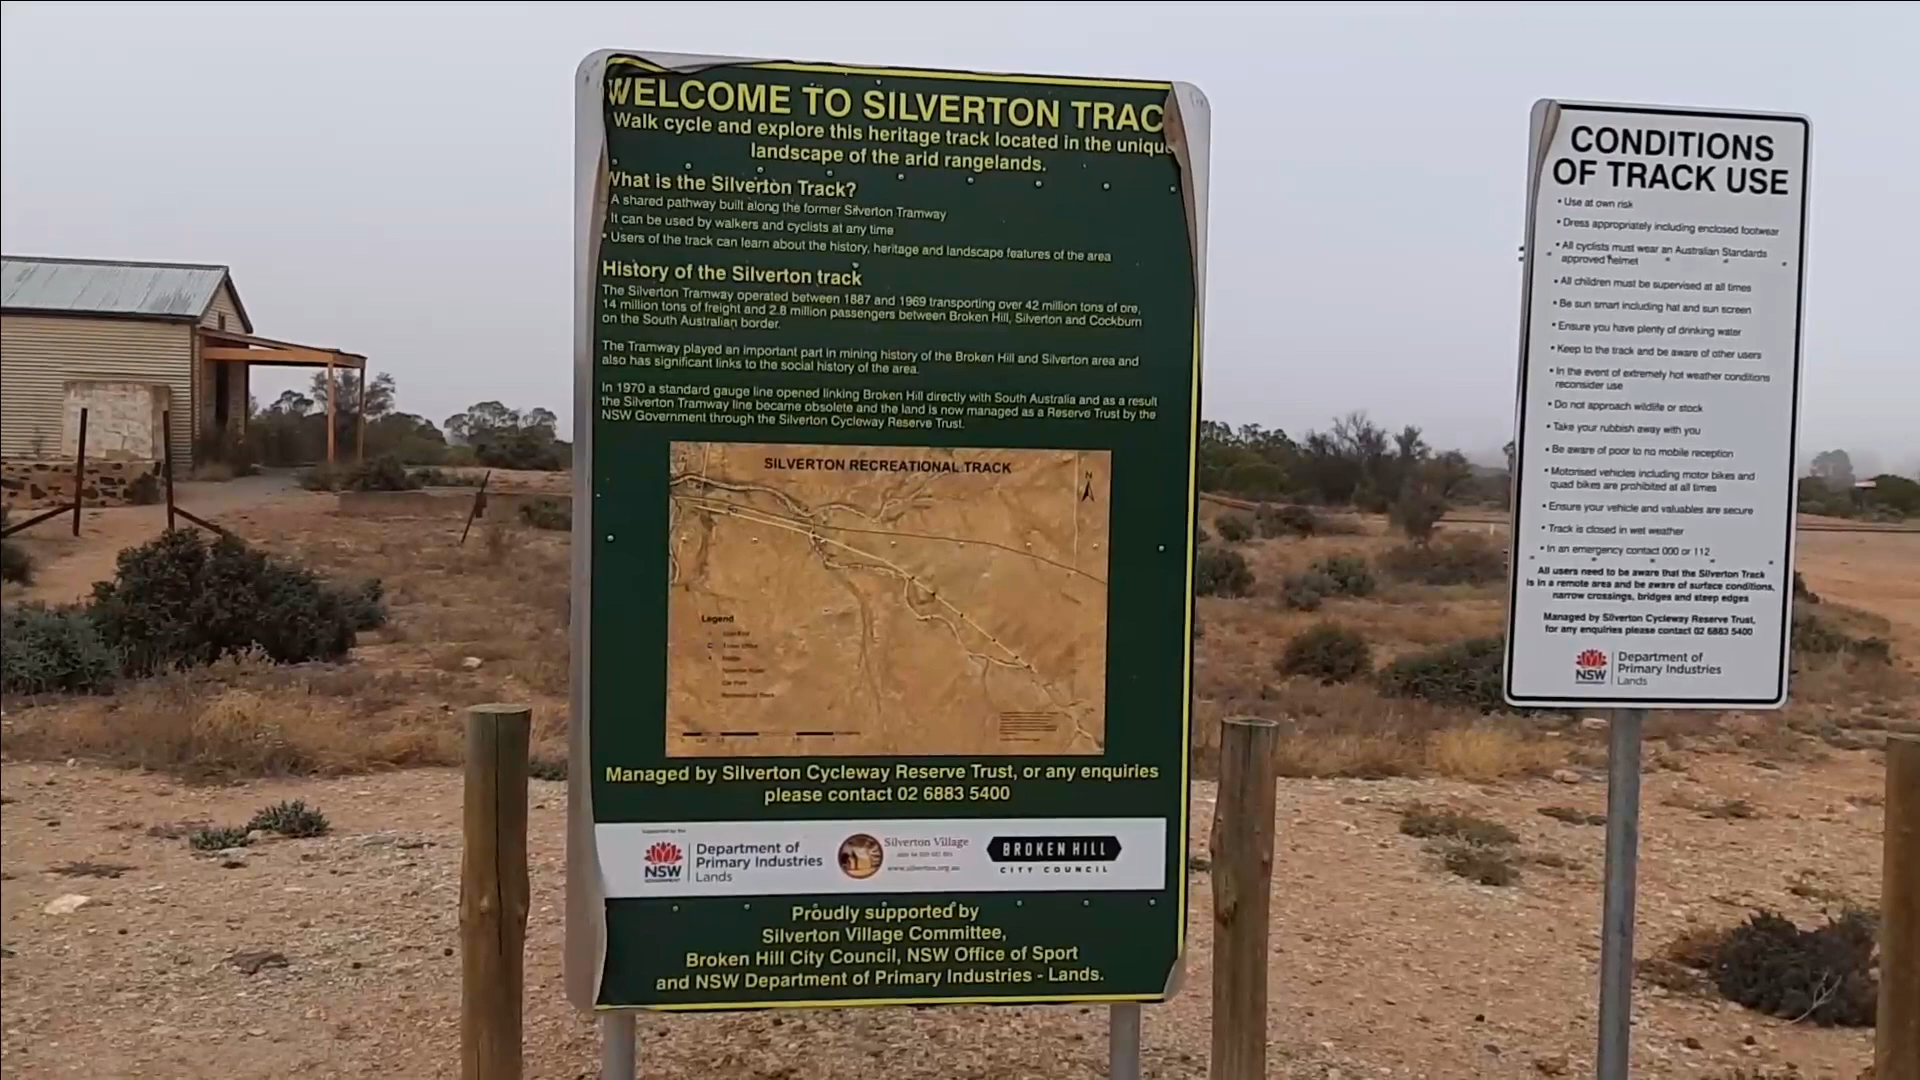 WELCOME TO SILVERTON TRAC
Walk cycle and explore this heritage track located in the unique
landscape of the arid rangelands.
What is the Silverton Track?
A shared pathway built along the former Silverton Tramway
• It can be used by walkers and cyclists at any time
• Users of the track can learn about the history, heritage and landscape features of the area
History of the Silverton track
The Silverton Tramway operated between 1887 and 1969 transporting over 42 million tons of ore,
14 million tons of freight and 2.8 million passengers between Broken Hill, Silverton and Cockburn
on the South Australian border.
The Tramway played an important part in mining history of the Broken Hill and Silverton area and
also has significant links to the social history of the area.
In 1970 a standard gauge line opened linking Broken Hill directly with South Australia and as a result
the Silverton Tramway line became obsolete and the land is now managed as a Reserve Trust by the
NSW Government through the Silverton Cycleway Reserve Trust.
SILVERTON RECREATIONAL TRACK
N
Legend
Car Park
Recreational Track
Managed by Silverton Cycleway Reserve Trust, or any enquiries
please contact 02 6883 5400
Supported by the
NSW
GOVERNMENT
Department of
Primary Industries
Lands
Silverton Village
www.silverton.org.au
BROKEN HILL
CITY COUNCIL
Proudly supported by
Silverton Village Committee,
Broken Hill City Council, NSW Office of Sport
and NSW Department of Primary Industries - Lands.
CONDITIONS
OF TRACK USE
• Use at own risk
• Dress appropriately including enclosed footwear
• All cyclists must wear an Australian Standards
approved helmet
• All children must be supervised at all times
• Be sun smart including hat and sun screen
• Ensure you have plenty of drinking water
• Keep to the track and be aware of other users
• In the event of extremely hot weather conditions
reconsider use
• Do not approach wildlife or stock
• Take your rubbish away with you
• Be aware of poor to no mobile reception
• Motorised vehicles including motor bikes and
quad bikes are prohibited at all times
• Ensure your vehicle and valuables are secure
• Track is closed in wet weather
• In an emergency contact 000 or 112
All users need to be aware that the Silverton Track
is in a remote area and be aware of surface conditions,
narrow crossings, bridges and steep edges
Managed by Silverton Cycleway Reserve Trust,
for any enquiries please contact 02 6883 5400
NSW
Department of
Primary Industries
Lands